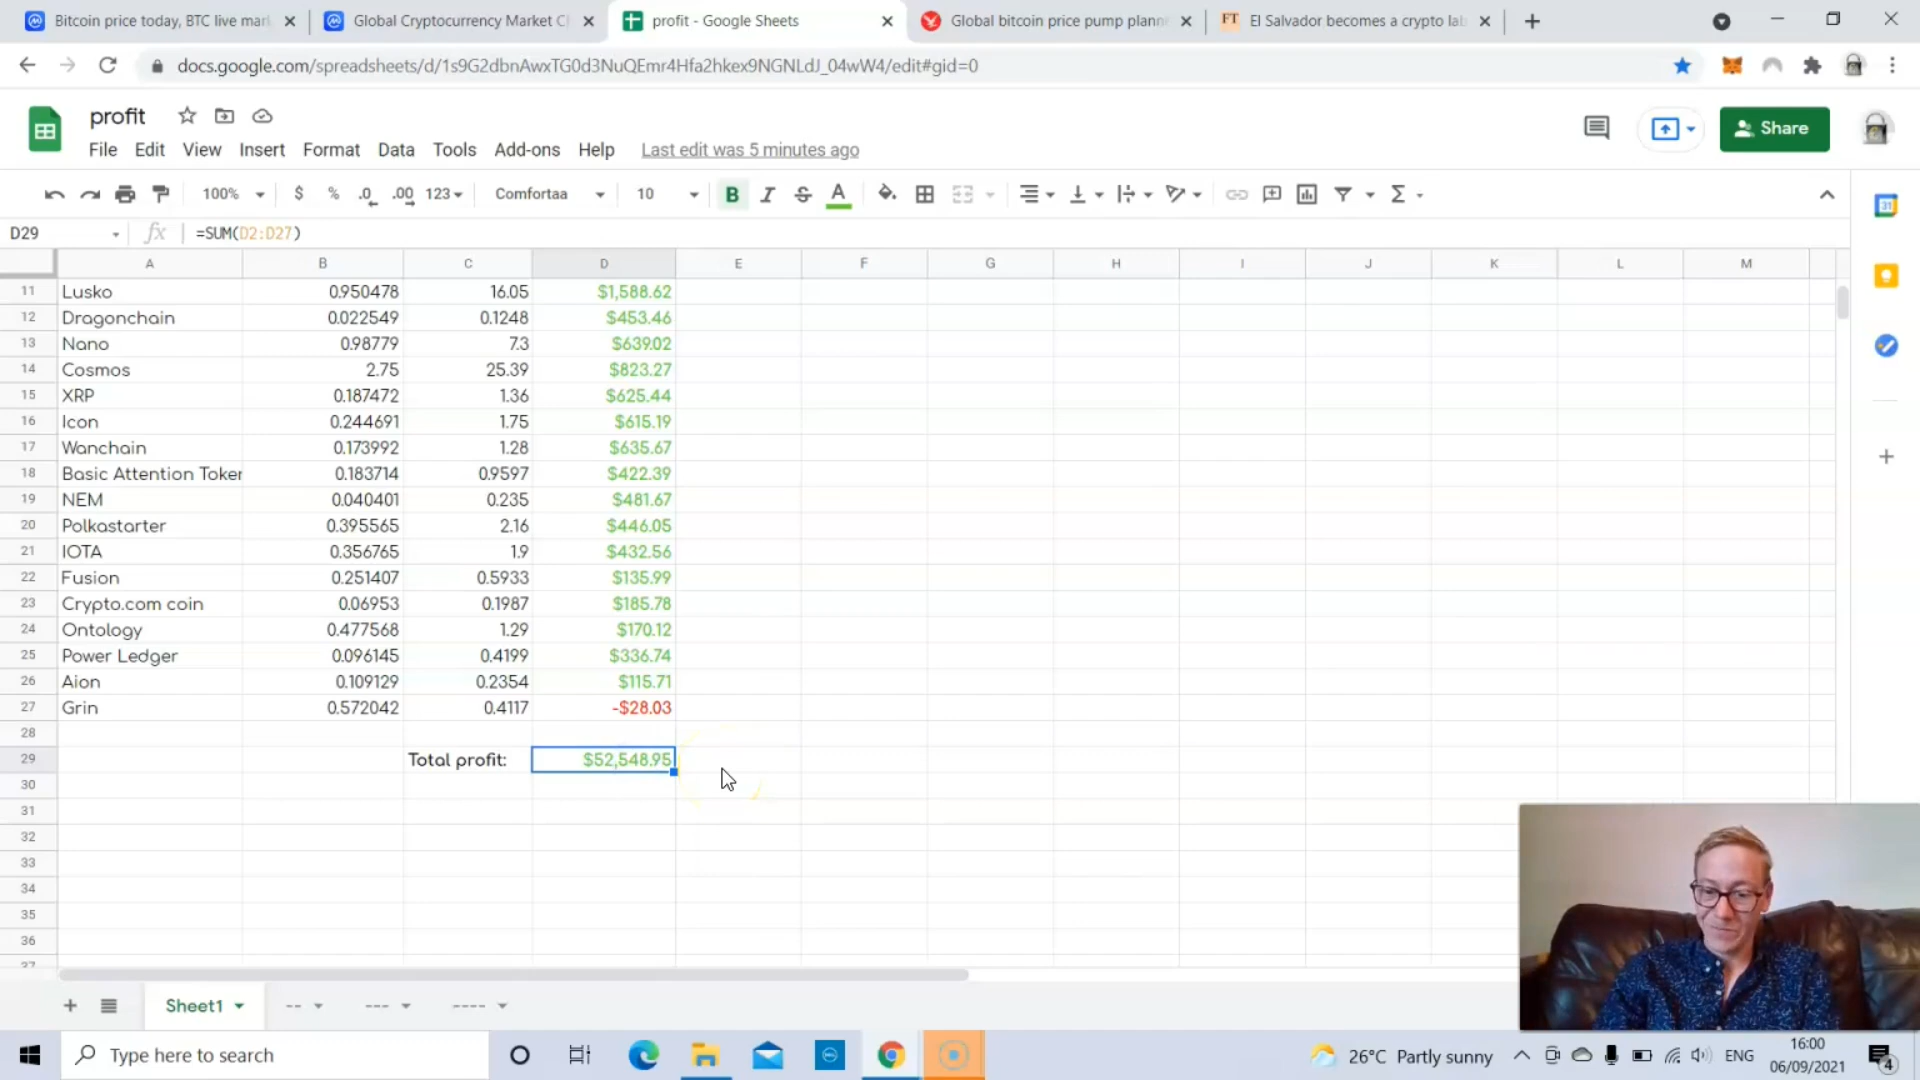 Bitcoin price today, BTC live mar
Global Cryptocurrency Market C
profit - Google Sheets
Global bitcoin price pump plann
FT El Salvador becomes a crypto lab
docs.google.com/spreadsheets/d/1s9G2dbnAwxTG0d3NuQEmr4Hfa2hkex9NGNLdJ_04wW4/edit#gid=0
profit
Share
File Edit View Insert Format Data Tools Add-ons Help Last edit was 5 minutes ago
100% $ % .0 .00 123 Comfortaa 10 B I S A Σ
D29 fx =SUM(D2:D27)
A B C D E F G H I J K L M
11 Lusko 0.950478 16.05 $1,588.62
12 Dragonchain 0.022549 0.1248 $453.46
13 Nano 0.98779 7.3 $639.02
14 Cosmos 2.75 25.39 $823.27
15 XRP 0.187472 1.36 $625.44
16 Icon 0.244691 1.75 $615.19
17 Wanchain 0.173992 1.28 $635.67
18 Basic Attention Toker 0.183714 0.9597 $422.39
19 NEM 0.040401 0.235 $481.67
20 Polkastarter 0.395565 2.16 $446.05
21 IOTA 0.356765 1.9 $432.56
22 Fusion 0.251407 0.5933 $135.99
23 Crypto.com coin 0.06953 0.1987 $185.78
24 Ontology 0.477568 1.29 $170.12
25 Power Ledger 0.096145 0.4199 $336.74
26 Aion 0.109129 0.2354 $115.71
27 Grin 0.572042 0.4117 -$28.03
28
29 Total profit: $52,548.95
30
31
32
33
34
35
36
37
Sheet1 -- --- ----
Type here to search
26°C Partly sunny
ENG
16:00
06/09/2021
4
31